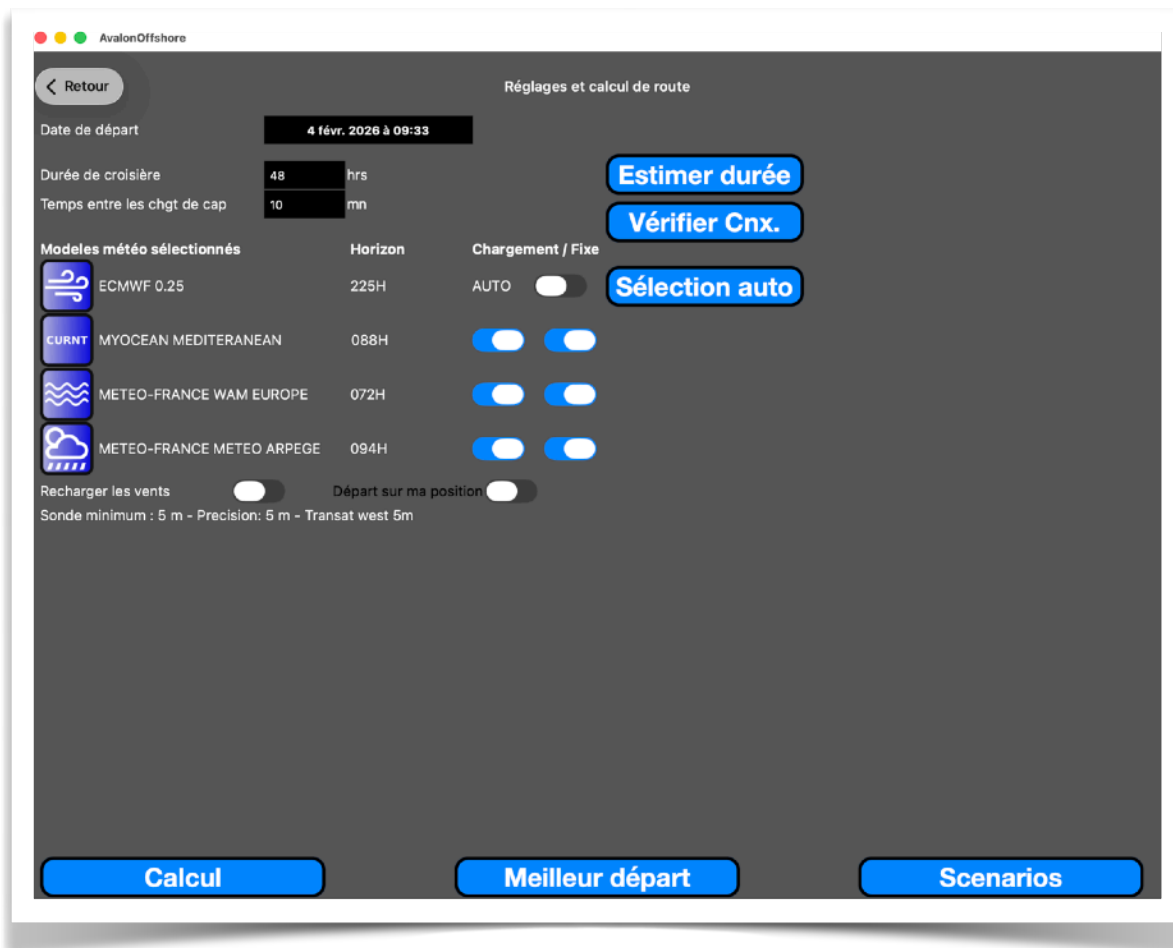 AvalonOffshore
Retour
Réglages et calcul de route
Date de départ 4 févr. 2026 à 09:33
Durée de croisière 48 hrs Estimer durée
Temps entre les chgt de cap 10 mn Vérifier Cnx.
Modeles météo sélectionnés Horizon Chargement / Fixe
ECMWF 0.25 225H AUTO Sélection auto
CURNT MYOCEAN MEDITERANEAN 088H
METEO-FRANCE WAM EUROPE 072H
METEO-FRANCE METEO ARPEGE 094H
Recharger les vents Départ sur ma position
Sonde minimum : 5 m - Precision: 5 m - Transat west 5m
Calcul Meilleur départ Scenarios